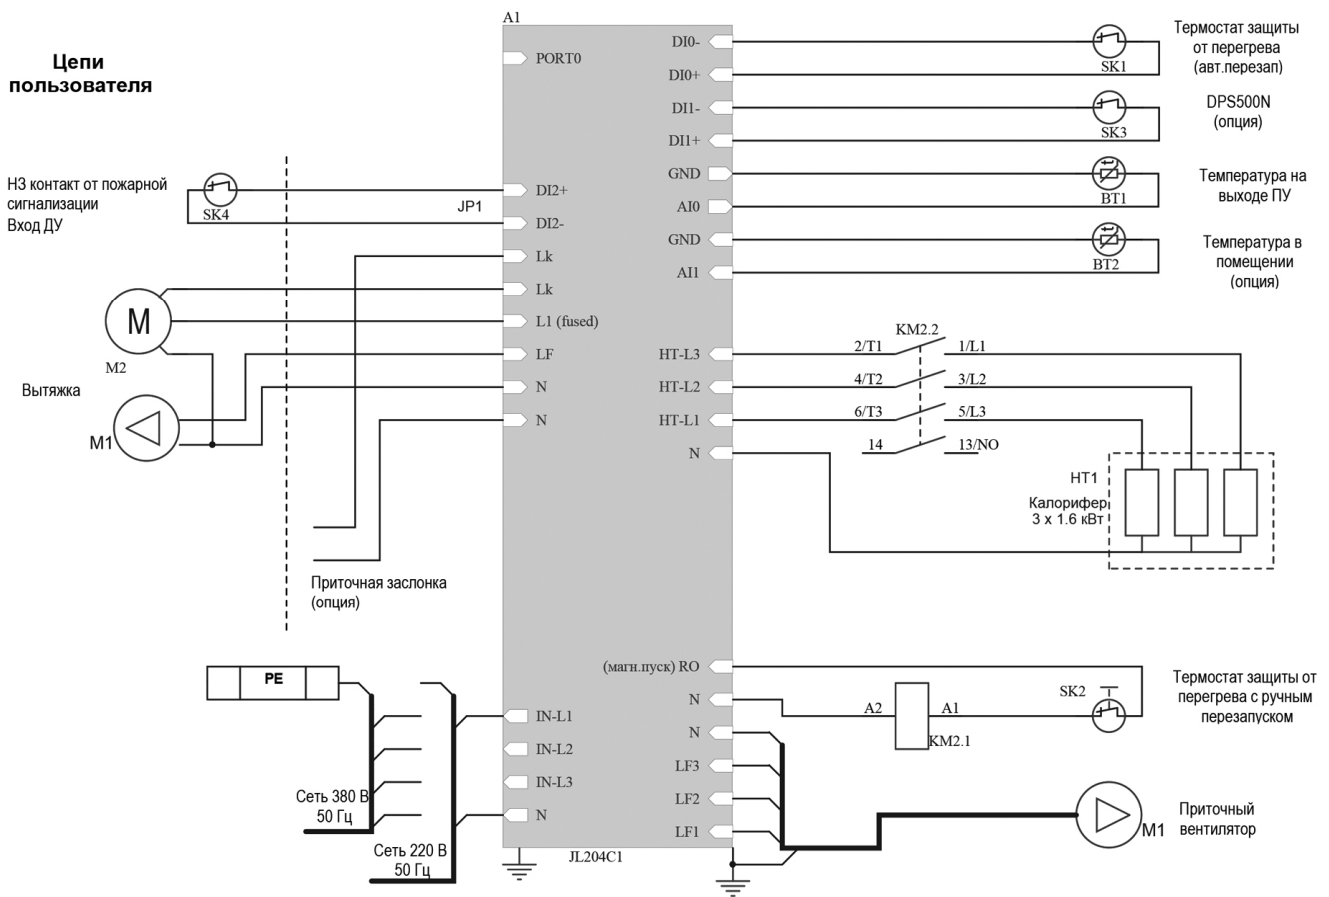 A1
Цепи
пользователя
PORT0
DI0-
DI0+
DI1-
DI1+
GND
AI0
GND
AI1
SK1
Термостат защиты
от перегрева
(авт.перезап)
SK3
DPS500N
(опция)
BT1
Температура на
выходе ПУ
BT2
Температура в
помещении
(опция)
НЗ контакт от пожарной
сигнализации
Вход ДУ
SK4
JP1
DI2+
DI2-
Lk
Lk
L1 (fused)
LF
N
N
M
M2
Вытяжка
M1
Приточная заслонка
(опция)
HT-L3
HT-L2
HT-L1
N
KM2.2
2/T1
1/L1
4/T2
3/L2
6/T3
5/L3
14
13/NO
HT1
Калорифер
3 x 1.6 кВт
PE
Сеть 380 В
50 Гц
Сеть 220 В
50 Гц
IN-L1
IN-L2
IN-L3
N
(магн.пуск) RO
N
N
LF3
LF2
LF1
A2
A1
KM2.1
SK2
Термостат защиты от
перегрева с ручным
перезапуском
M1
Приточный
вентилятор
JL204C1